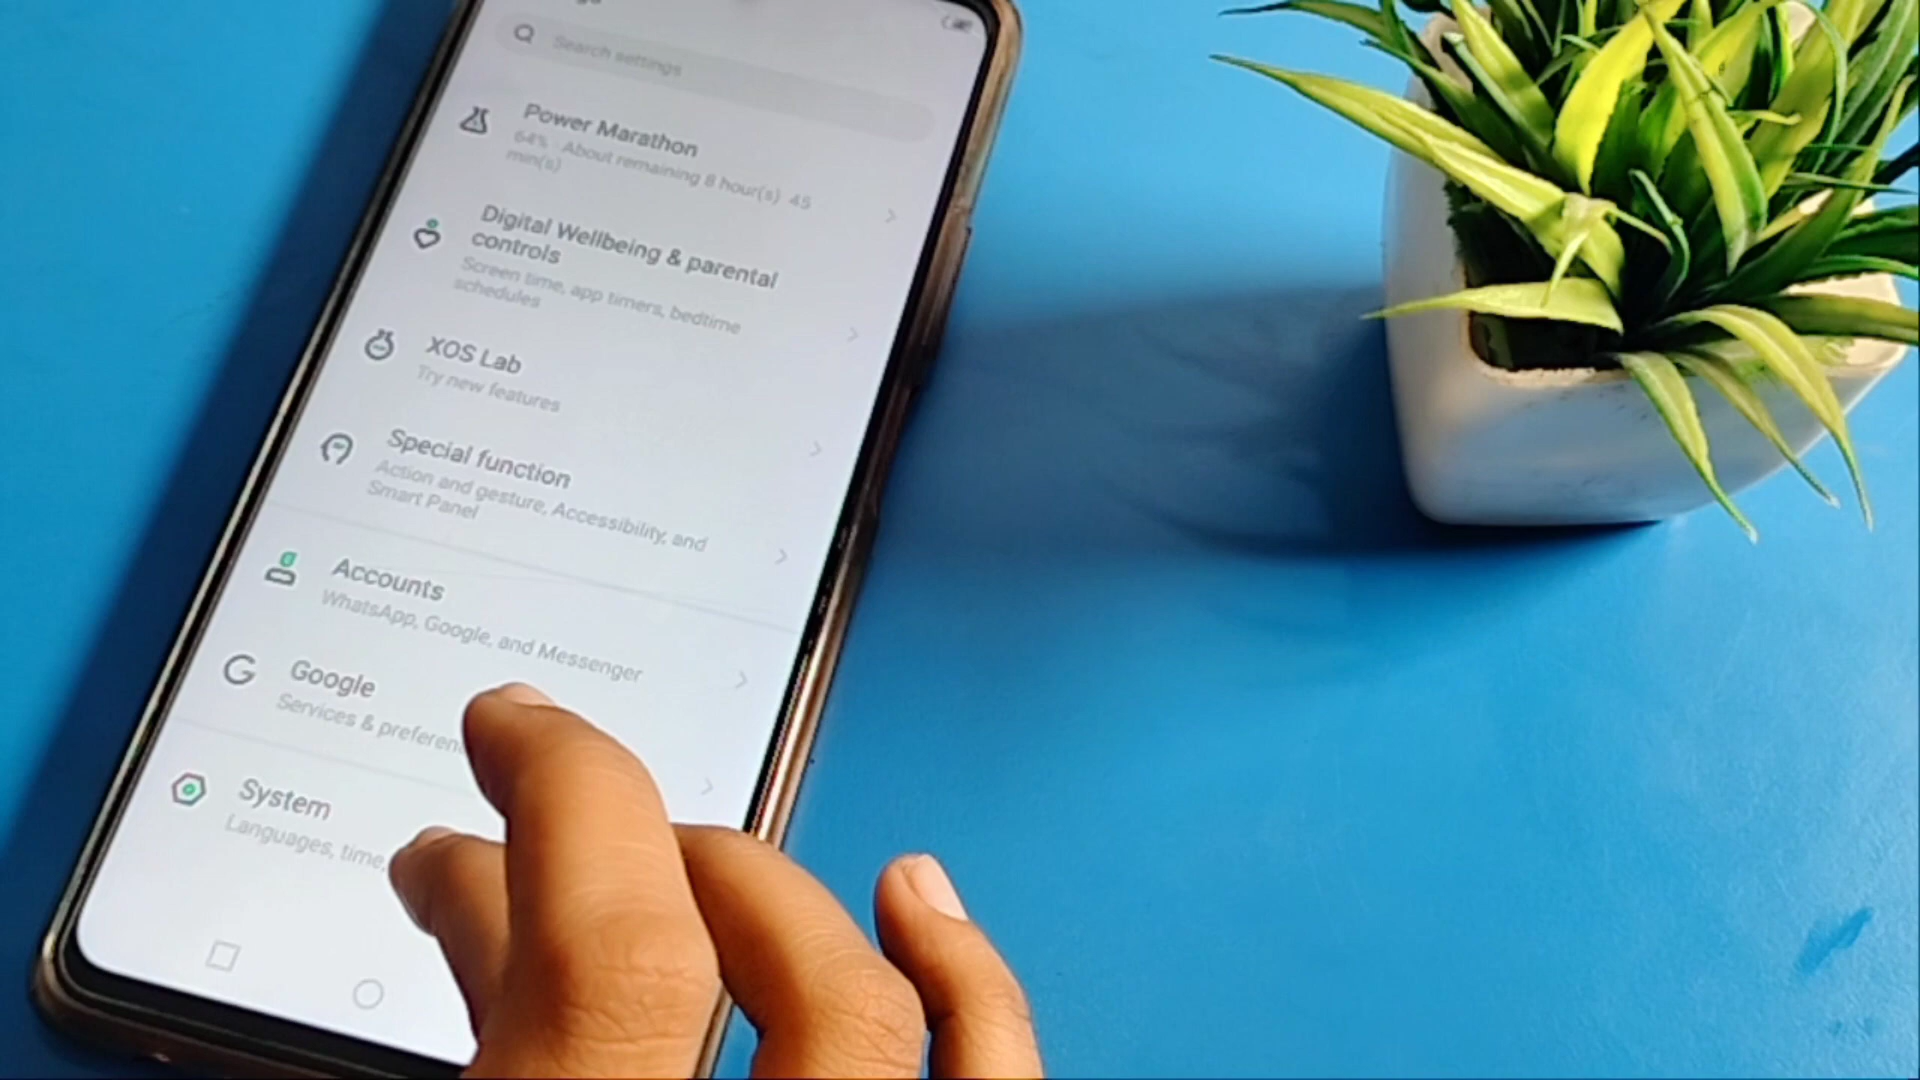 Search settings
Power Marathon
64% - About remaining 8 hour(s) 45
min(s)
Digital Wellbeing & parental
controls
Screen time, app timers, bedtime
schedules
XOS Lab
Try new features
Special function
Action and gesture, Accessibility, and
Smart Panel
Accounts
WhatsApp, Google, and Messenger
Google
Services &
System
Languages, time,